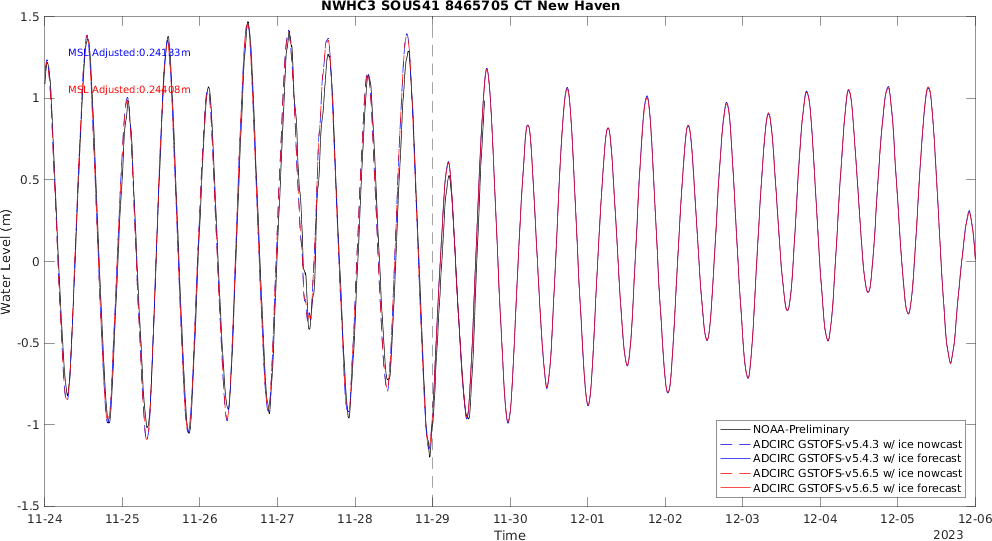 NWHC3 SOUS41 8465705 CT New Haven
1.5
1
0.5
0
-0.5
-1
-1.5
Water Level (m)
MSL Adjusted:0.24133m
MSL Adjusted:0.24408m
NOAA-Preliminary
ADCIRC GSTOFS-v5.4.3 w/ ice nowcast
ADCIRC GSTOFS-v5.4.3 w/ ice forecast
ADCIRC GSTOFS-v5.6.5 w/ ice nowcast
ADCIRC GSTOFS-v5.6.5 w/ ice forecast
11-24 11-25 11-26 11-27 11-28 11-29 11-30 12-01 12-02 12-03 12-04 12-05 12-06
Time
2023